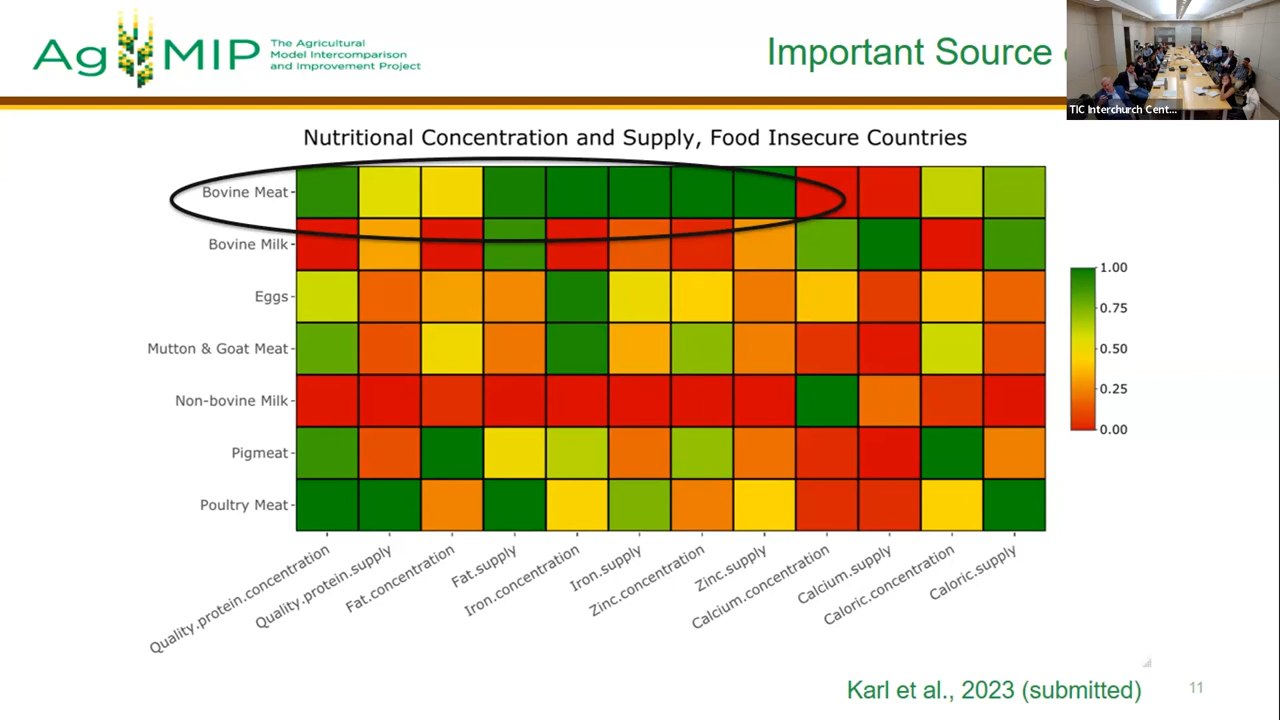 AgMIP
The Agricultural
Model Intercomparison
and Improvement Project
Important Source
TIC Interchurch Cent...
Nutritional Concentration and Supply, Food Insecure Countries
Bovine Meat
Bovine Milk
Eggs
Mutton & Goat Meat
Non-bovine Milk
Pigmeat
Poultry Meat
1.00
0.75
0.50
0.25
0.00
Quality.protein.concentration
Quality.protein.supply
Fat.concentration
Fat.supply
Iron.concentration
Iron.supply
Zinc.concentration
Zinc.supply
Calcium.concentration
Calcium.supply
Caloric.concentration
Caloric.supply
Karl et al., 2023 (submitted)
11